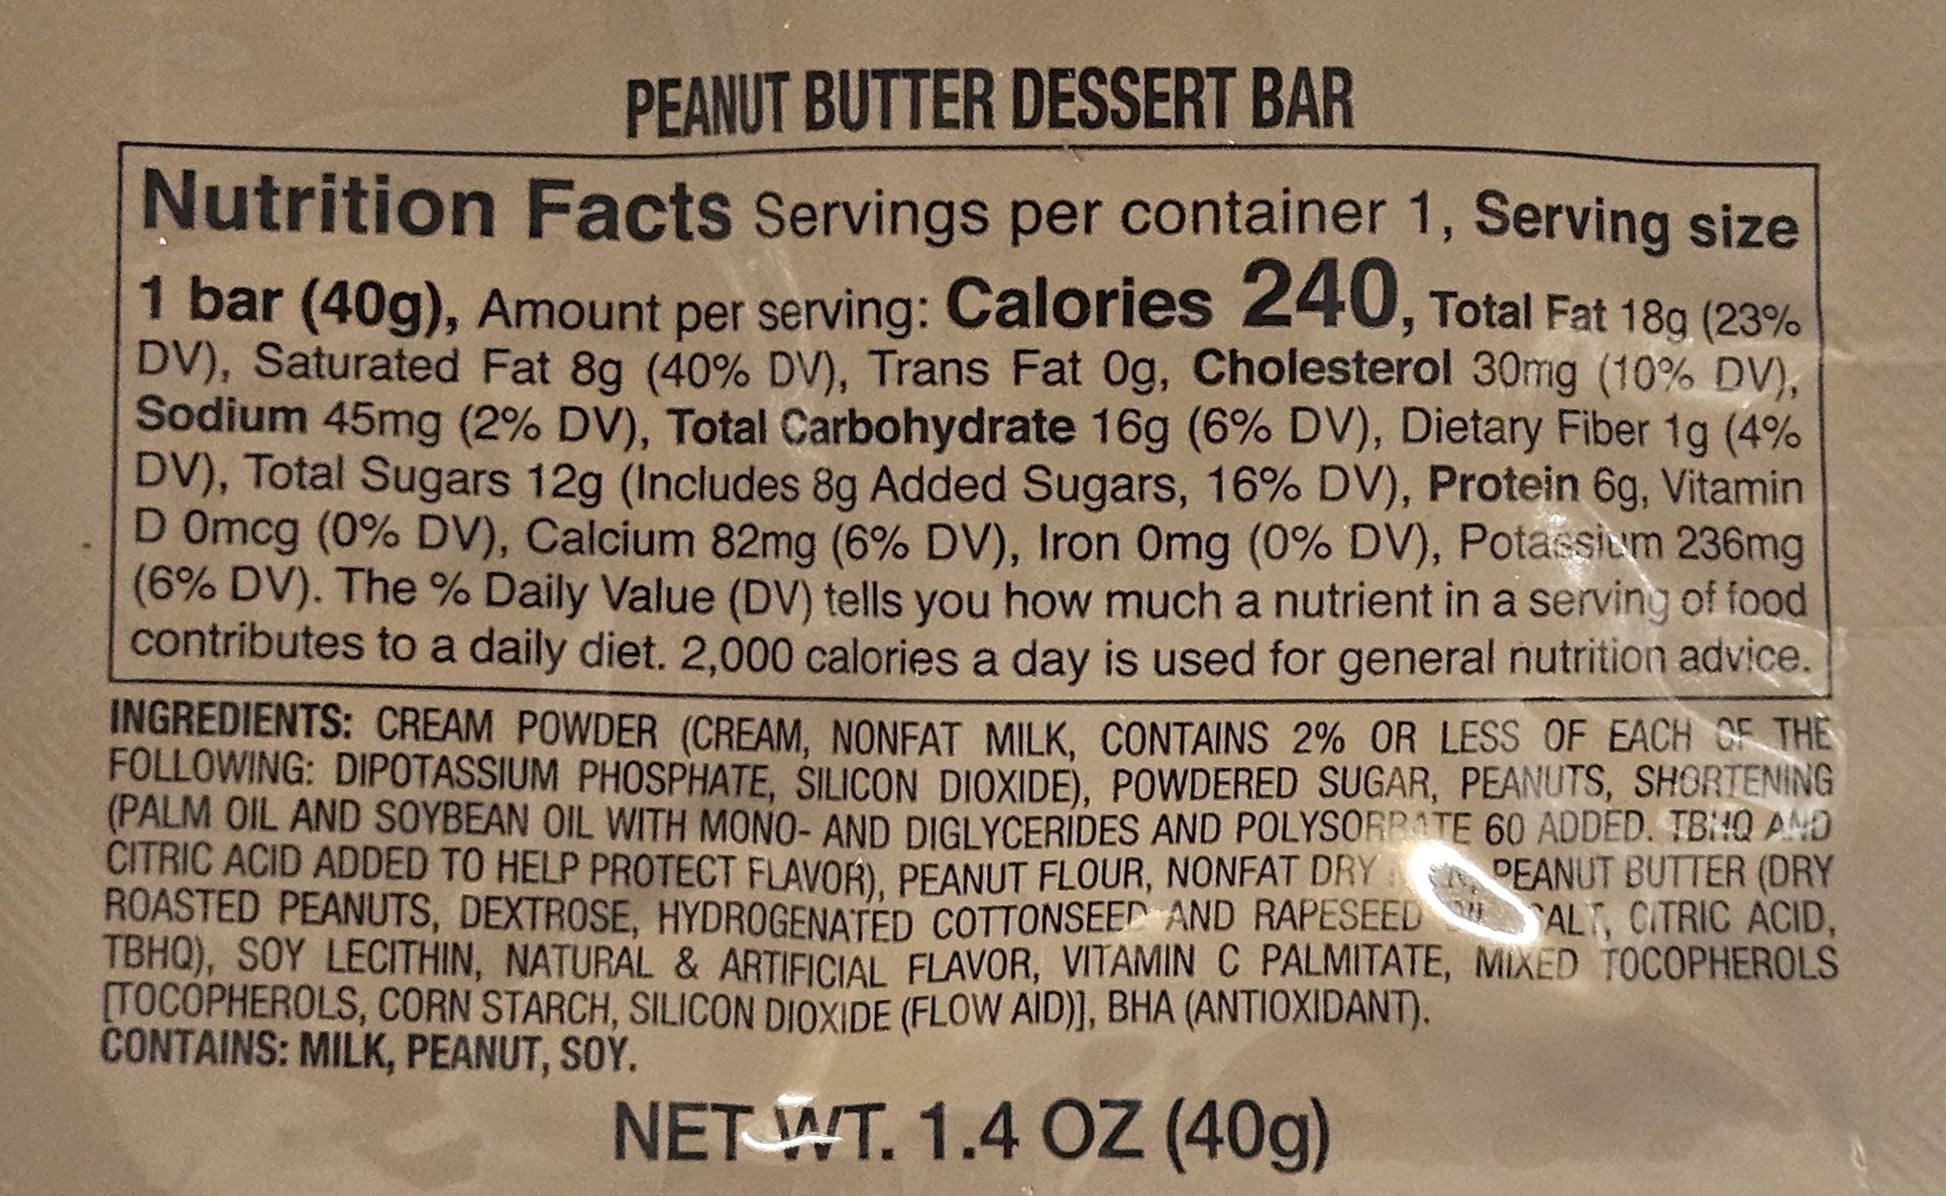 PEANUT BUTTER DESSERT BAR
Nutrition Facts Servings per container 1, Serving size
1 bar (40g), Amount per serving: Calories 240, Total Fat 18g (23%
DV), Saturated Fat 8g (40% DV), Trans Fat 0g, Cholesterol 30mg (10% DV),
Sodium 45mg (2% DV), Total Carbohydrate 16g (6% DV), Dietary Fiber 1g (4%
DV), Total Sugars 12g (Includes 8g Added Sugars, 16% DV), Protein 6g, Vitamin
D 0mcg (0% DV), Calcium 82mg (6% DV), Iron 0mg (0% DV), Potassium 236mg
(6% DV). The % Daily Value (DV) tells you how much a nutrient in a serving of food
contributes to a daily diet. 2,000 calories a day is used for general nutrition advice.
INGREDIENTS: CREAM POWDER (CREAM, NONFAT MILK, CONTAINS 2% OR LESS OF EACH OF THE
FOLLOWING: DIPOTASSIUM PHOSPHATE, SILICON DIOXIDE), POWDERED SUGAR, PEANUTS, SHORTENING
(PALM OIL AND SOYBEAN OIL WITH MONO- AND DIGLYCERIDES AND POLYSORBATE 60 ADDED. TBHQ AND
CITRIC ACID ADDED TO HELP PROTECT FLAVOR), PEANUT FLOUR, NONFAT DRY PEANUT BUTTER (DRY
ROASTED PEANUTS, DEXTROSE, HYDROGENATED COTTONSEED AND RAPESEED SALT, CITRIC ACID,
TBHQ), SOY LECITHIN, NATURAL & ARTIFICIAL FLAVOR, VITAMIN C PALMITATE, MIXED TOCOPHEROLS
[TOCOPHEROLS, CORN STARCH, SILICON DIOXIDE (FLOW AID)], BHA (ANTIOXIDANT).
CONTAINS: MILK, PEANUT, SOY.
NET WT. 1.4 OZ (40g)